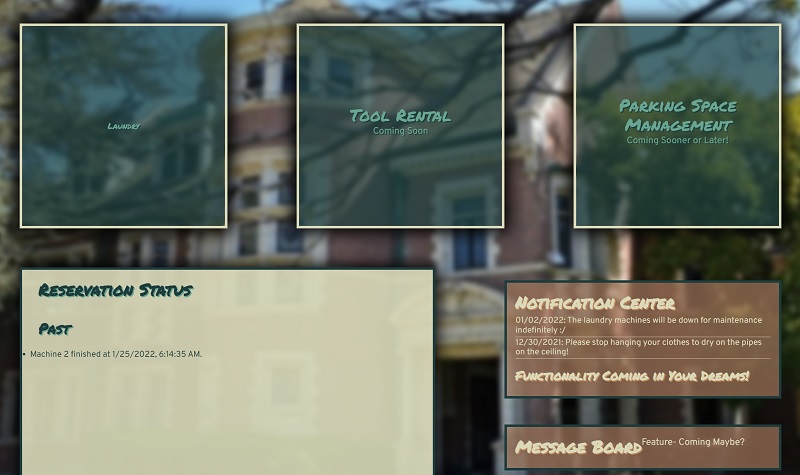 Laundry
Tool Rental
Coming Soon
Parking Space
Management
Coming Sooner or Later!
Reservation Status
Past
• Machine 2 finished at 1/25/2022, 6:14:35 AM.
Notification Center
01/02/2022: The laundry machines will be down for maintenance
indefinitely :/
12/30/2021: Please stop hanging your clothes to dry on the pipes
on the ceiling!
Functionality Coming in Your Dreams!
Message Board Feature- Coming Maybe?